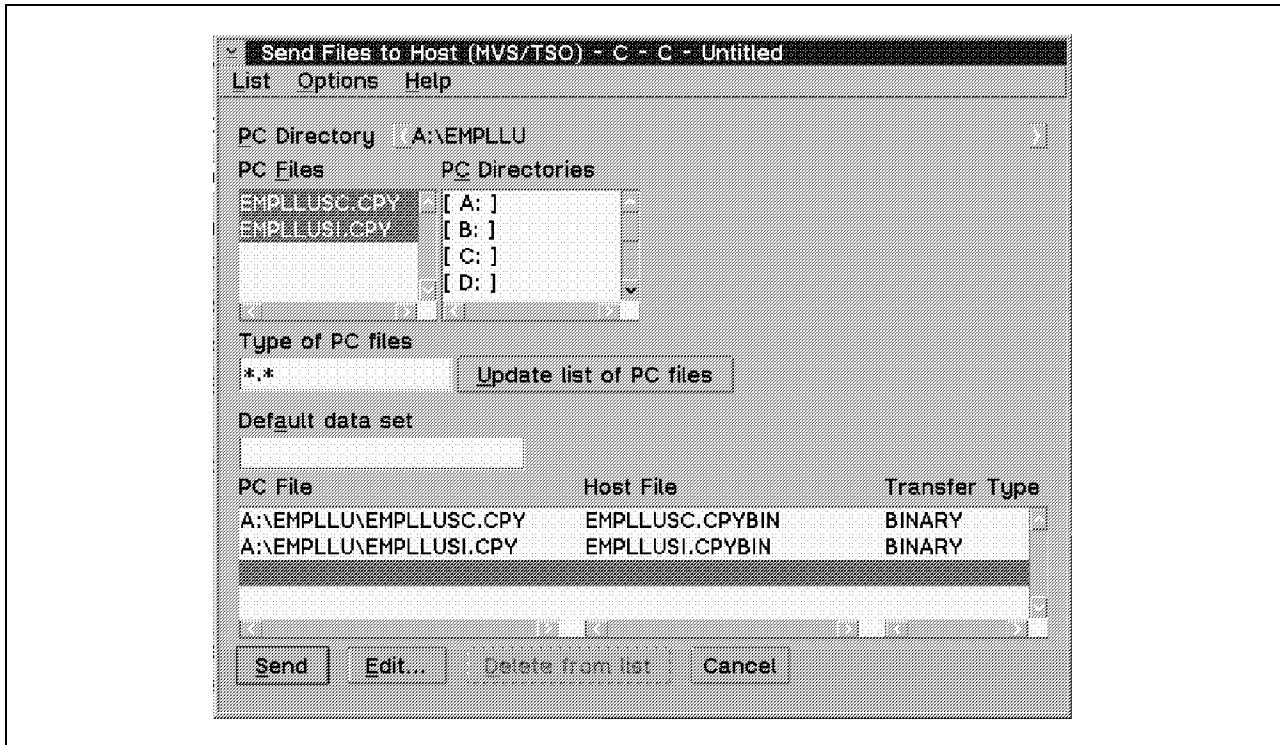 Send Files to Host (MVS/TSO) - C - C - Untitled
List Options Help
PC Directory A:\EMPLLU
PC Files PC Directories
EMPLLUSC.CPY [ A: ]
EMPLLUSI.CPY [ B: ]
[ C: ]
[ D: ]
Type of PC files
*.* Update list of PC files
Default data set
PC File Host File Transfer Type
A:\EMPLLU\EMPLLUSC.CPY EMPLLUSC.CPYBIN BINARY
A:\EMPLLU\EMPLLUSI.CPY EMPLLUSI.CPYBIN BINARY
Send Edit... Delete from list Cancel